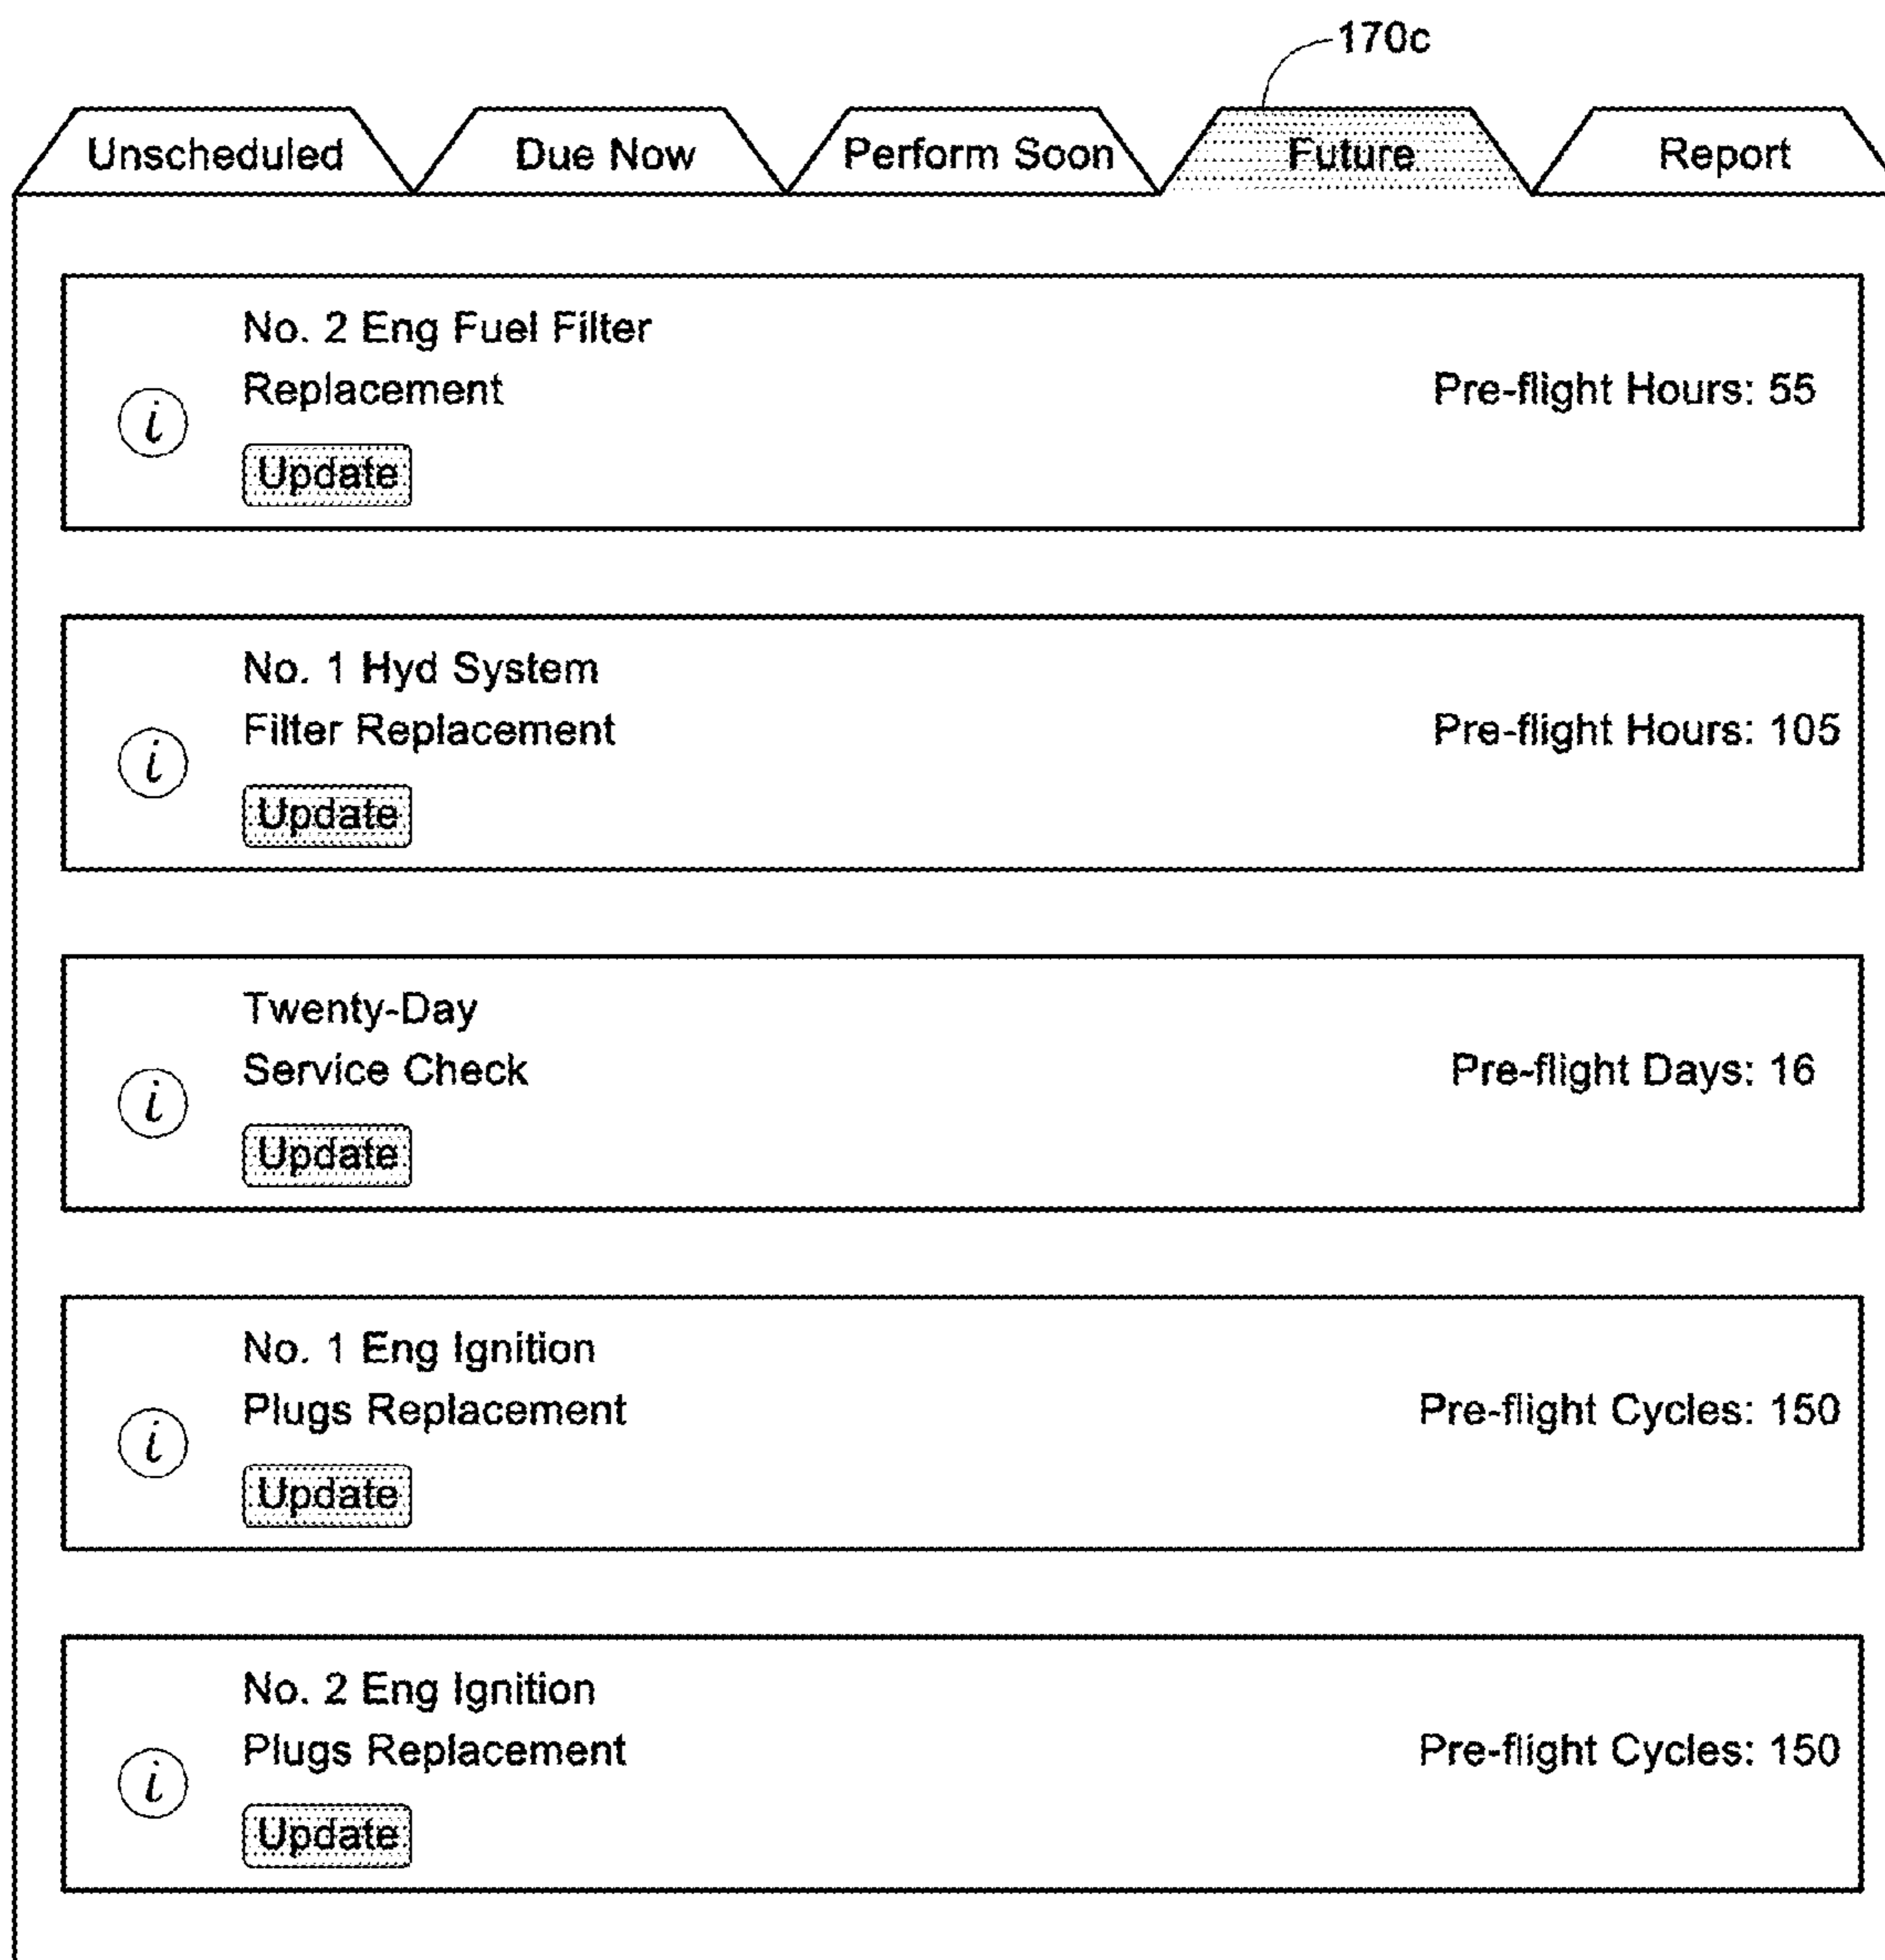 170c
Unscheduled Due Now Perform Soon Future Report
No. 2 Eng Fuel Filter
Replacement Pre-flight Hours: 55
i
Update
No. 1 Hyd System
Filter Replacement Pre-flight Hours: 105
i
Update
Twenty-Day
Service Check Pre-flight Days: 16
i
Update
No. 1 Eng Ignition
Plugs Replacement Pre-flight Cycles: 150
i
Update
No. 2 Eng Ignition
Plugs Replacement Pre-flight Cycles: 150
i
Update